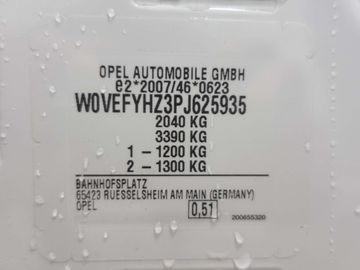 OPEL AUTOMOBILE GMBH
e2*2007/46*0623
W0VEFYHZ3PJ625935
2040 KG
3390 KG
1 - 1200 KG
2 - 1300 KG
BAHNHOFSPLATZ
65423 RUESSELSHEIM AM MAIN (GERMANY)
OPEL
0,51
200655320